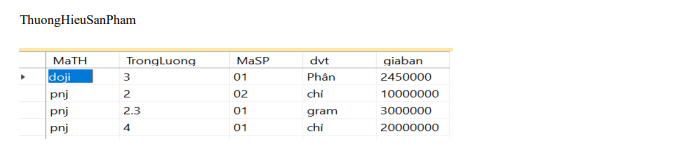 ThuongHieuSanPham
MaTH TrongLuong MaSP dvt giaban
doji 3 01 Phân 2450000
pnj 2 02 chỉ 10000000
pnj 2.3 01 gram 3000000
pnj 4 01 chỉ 20000000